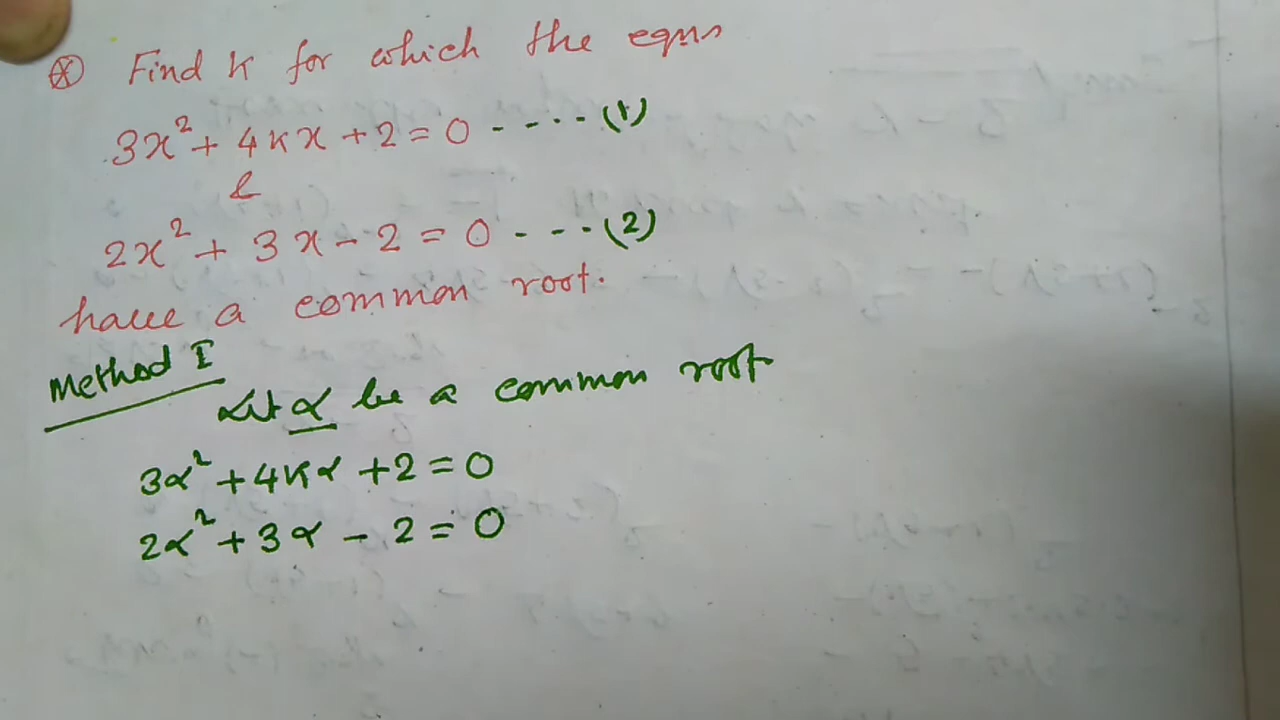 ⊗ Find k for which the eqns
3x² + 4kx + 2 = 0 - - - - - (1)
&
2x² + 3x - 2 = 0 - - - - (2)
have a common root.
Method I
Let α be a common root
3α² + 4kα + 2 = 0
2α² + 3α - 2 = 0